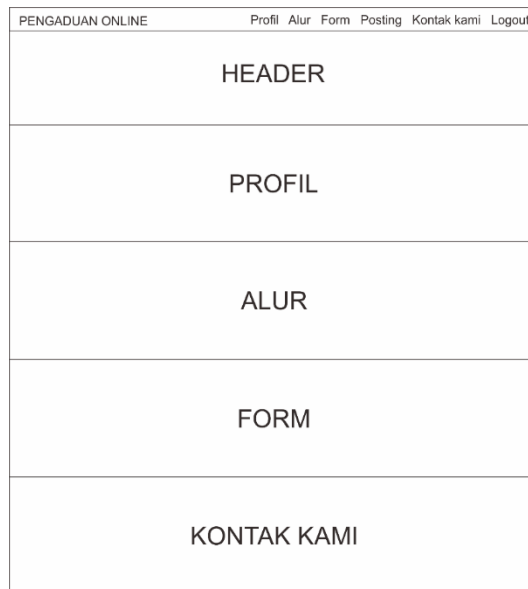 PENGADUAN ONLINE Profil Alur Form Posting Kontak kami Logout
HEADER
PROFIL
ALUR
FORM
KONTAK KAMI